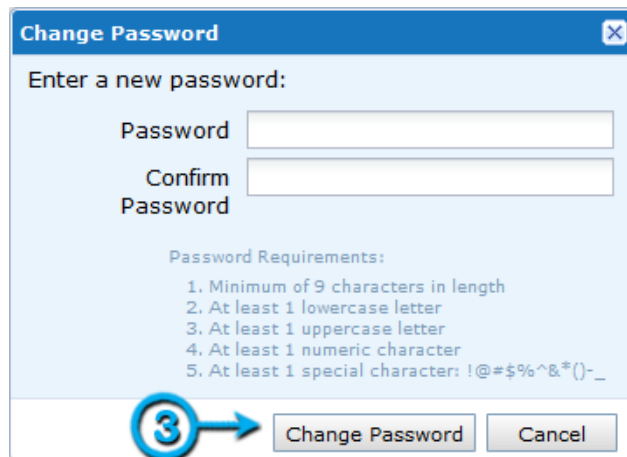 Change Password
Enter a new password:
Password
Confirm
Password
Password Requirements:
1. Minimum of 9 characters in length
2. At least 1 lowercase letter
3. At least 1 uppercase letter
4. At least 1 numeric character
5. At least 1 special character: !@#$%^&*()-_
3 Change Password Cancel